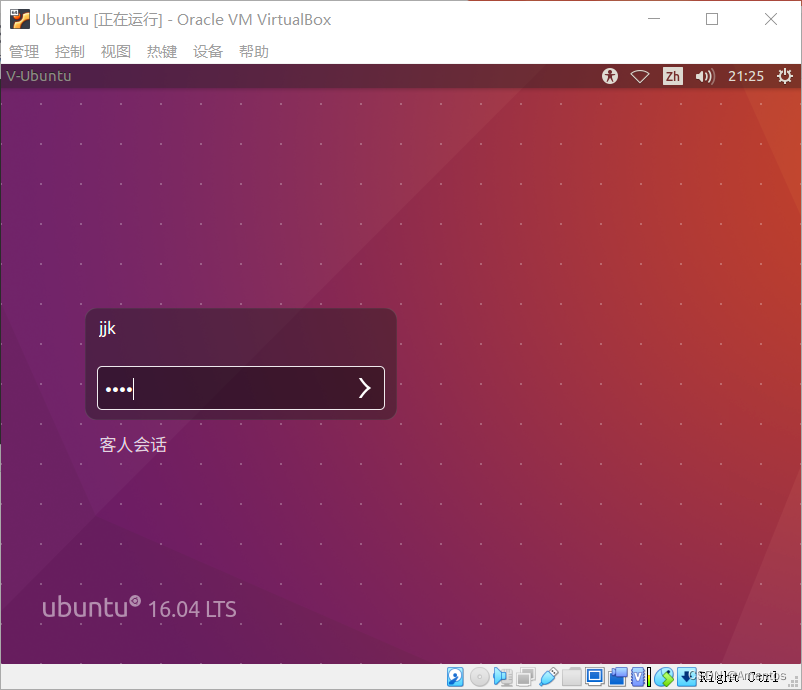 Ubuntu [正在运行] - Oracle VM VirtualBox
管理 控制 视图 热键 设备 帮助
V-Ubuntu Zh 21:25
jjk
客人会话
ubuntu 16.04 LTS
Right Ctrl